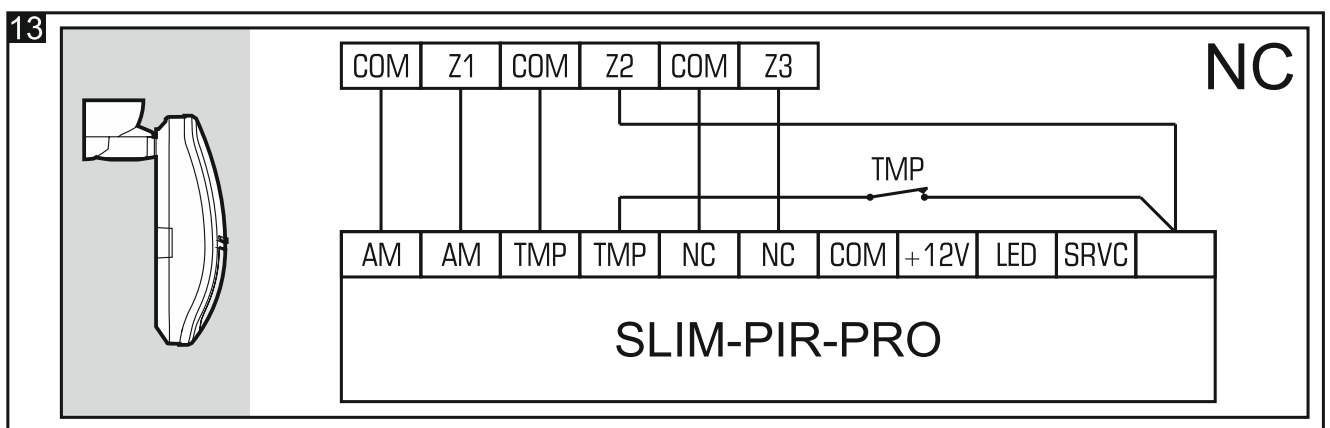 13
NC
COM Z1 COM Z2 COM Z3
TMP
AM AM TMP TMP NC NC COM +12V LED SRVC
SLIM-PIR-PRO